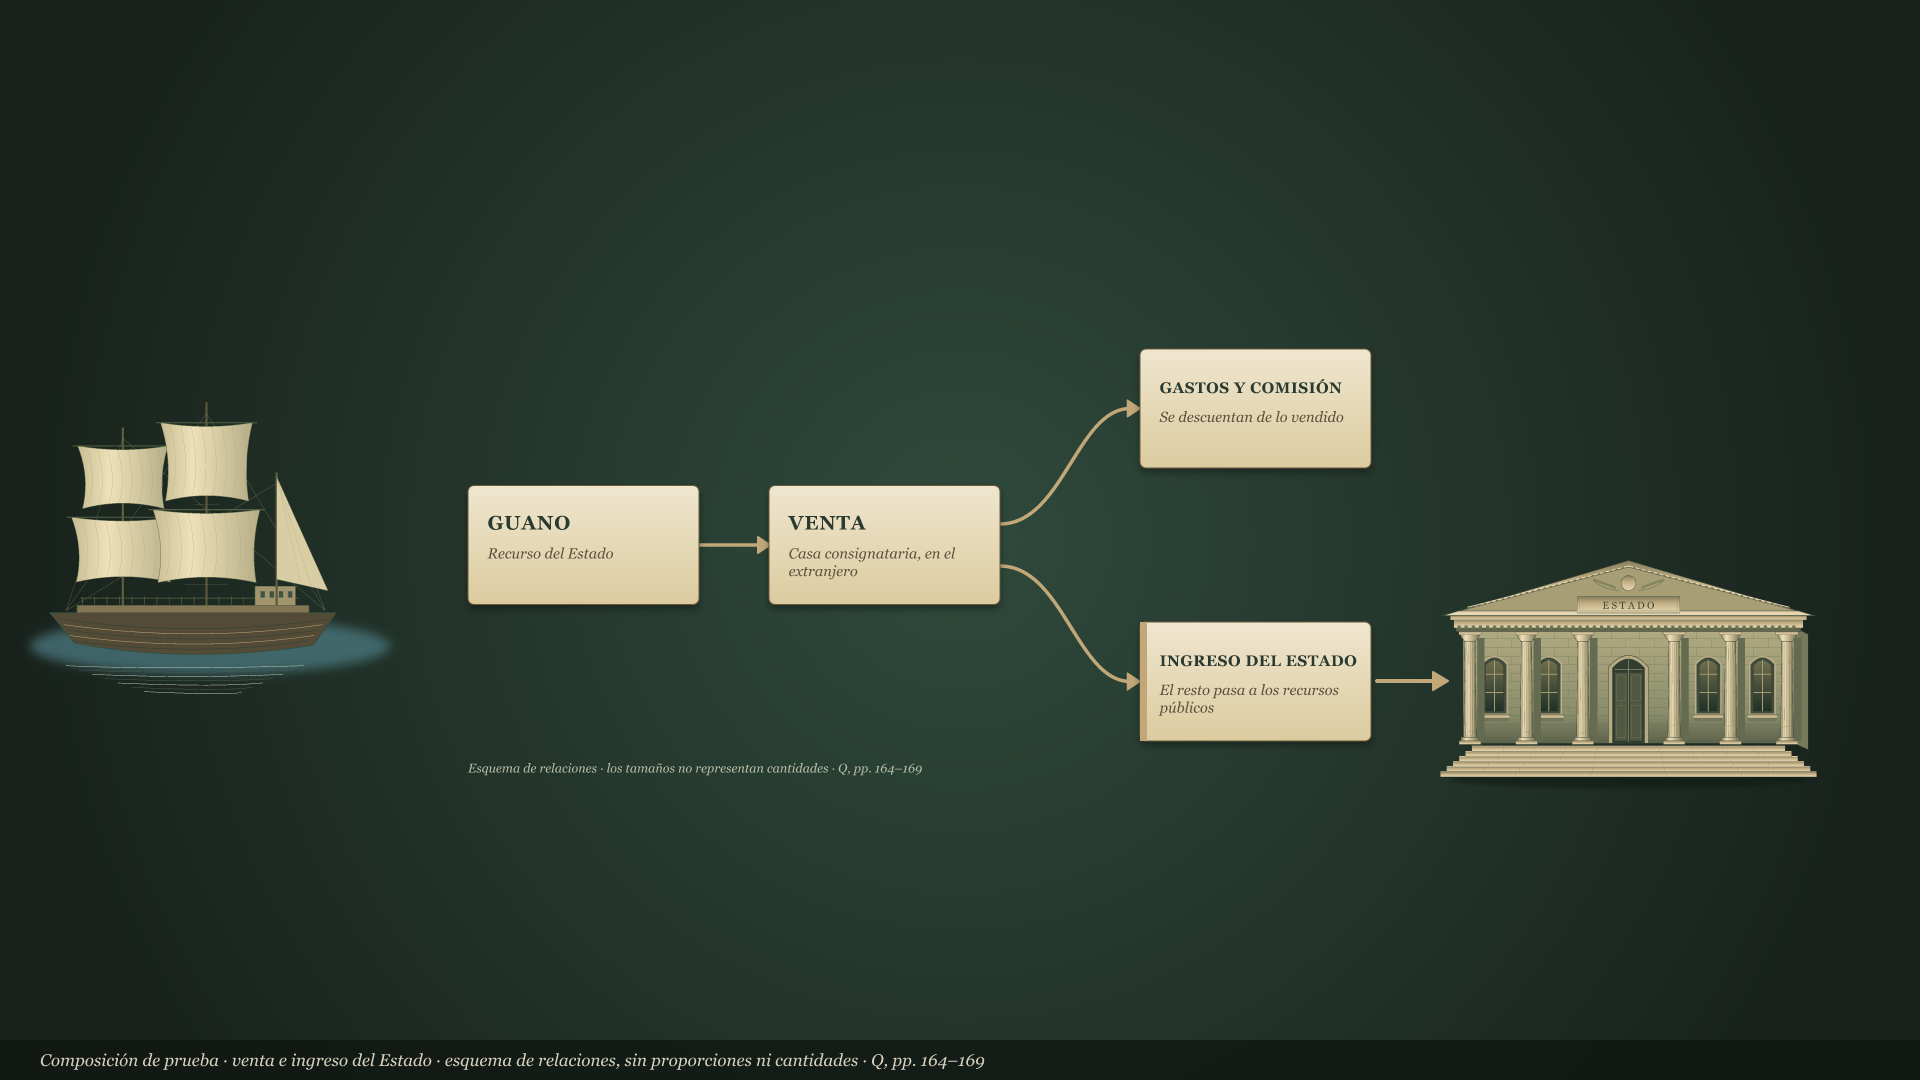 GASTOS Y COMISIÓN
Se descuentan de lo vendido
GUANO
Recurso del Estado
VENTA
Casa consignataria, en el
extranjero
INGRESO DEL ESTADO
El resto pasa a los recursos
públicos
ESTADO
Esquema de relaciones · los tamaños no representan cantidades · Q, pp. 164–169
Composición de prueba · venta e ingreso del Estado · esquema de relaciones, sin proporciones ni cantidades · Q, pp. 164–169